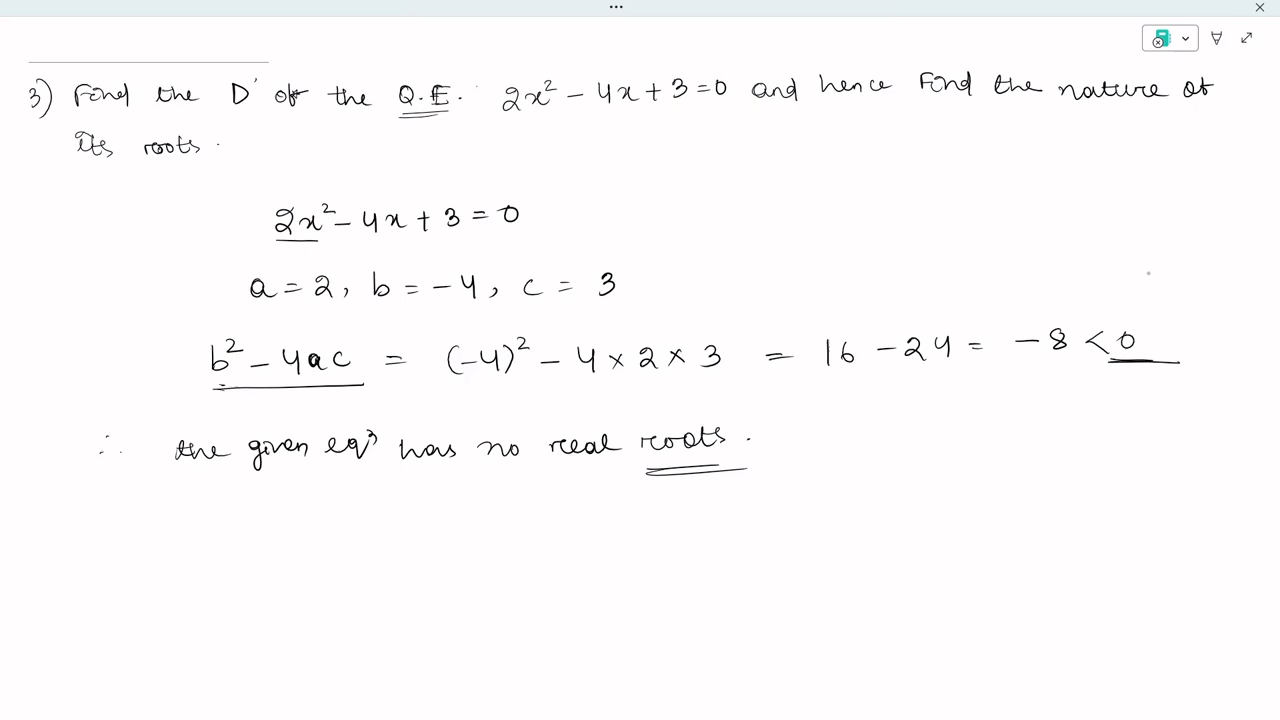 3) Find the D' of the Q.E. 2x² - 4x + 3 = 0 and hence find the nature of
its roots.
2x² - 4x + 3 = 0
a = 2, b = -4, c = 3
b² - 4ac = (-4)² - 4 × 2 × 3 = 16 - 24 = -8 < 0
∴ the given eqⁿ has no real roots.